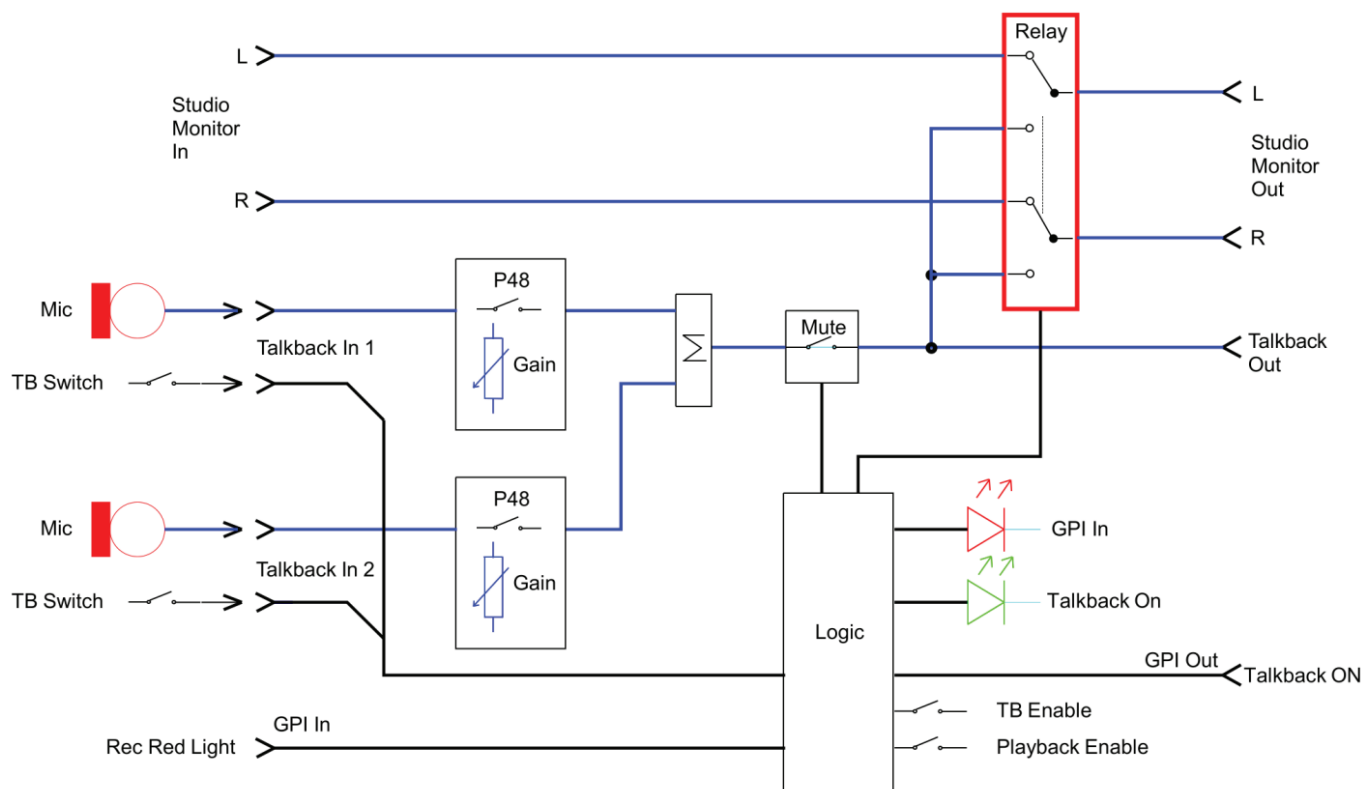 Relay
L
L
Studio
Monitor
In
Studio
Monitor
Out
R
R
P48
Mic
Mute
Σ
Talkback In 1
Gain
Talkback
Out
TB Switch
P48
Mic
GPI In
Talkback In 2
Gain
TB Switch
Talkback On
Logic
GPI Out
Talkback ON
TB Enable
GPI In
Rec Red Light
Playback Enable